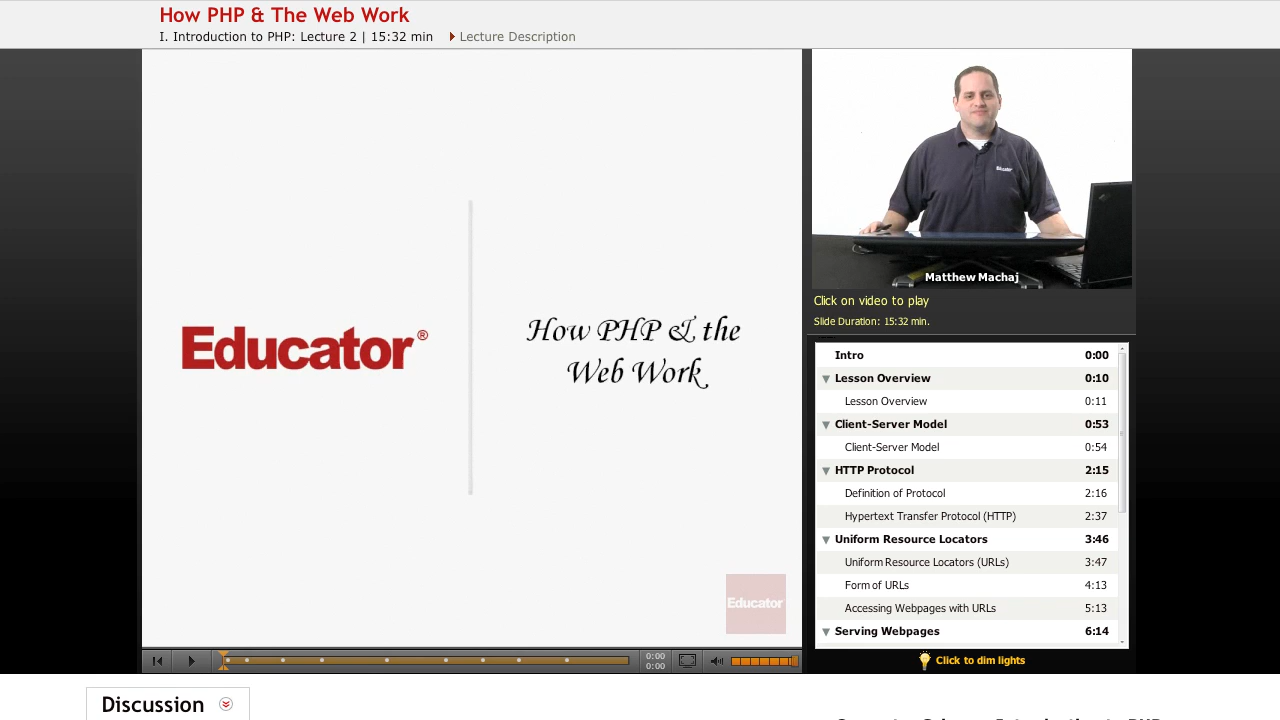 How PHP & The Web Work
I. Introduction to PHP: Lecture 2 | 15:32 min Lecture Description
Educator®
How PHP & the
Web Work
Educator
Educator
Matthew Machaj
Click on video to play
Slide Duration: 15:32 min.
Intro 0:00
Lesson Overview 0:10
Lesson Overview 0:11
Client-Server Model 0:53
Client-Server Model 0:54
HTTP Protocol 2:15
Definition of Protocol 2:16
Hypertext Transfer Protocol (HTTP) 2:37
Uniform Resource Locators 3:46
Uniform Resource Locators (URLs) 3:47
Form of URLs 4:13
Accessing Webpages with URLs 5:13
Serving Webpages 6:14
0:00
0:00
Click to dim lights
Discussion